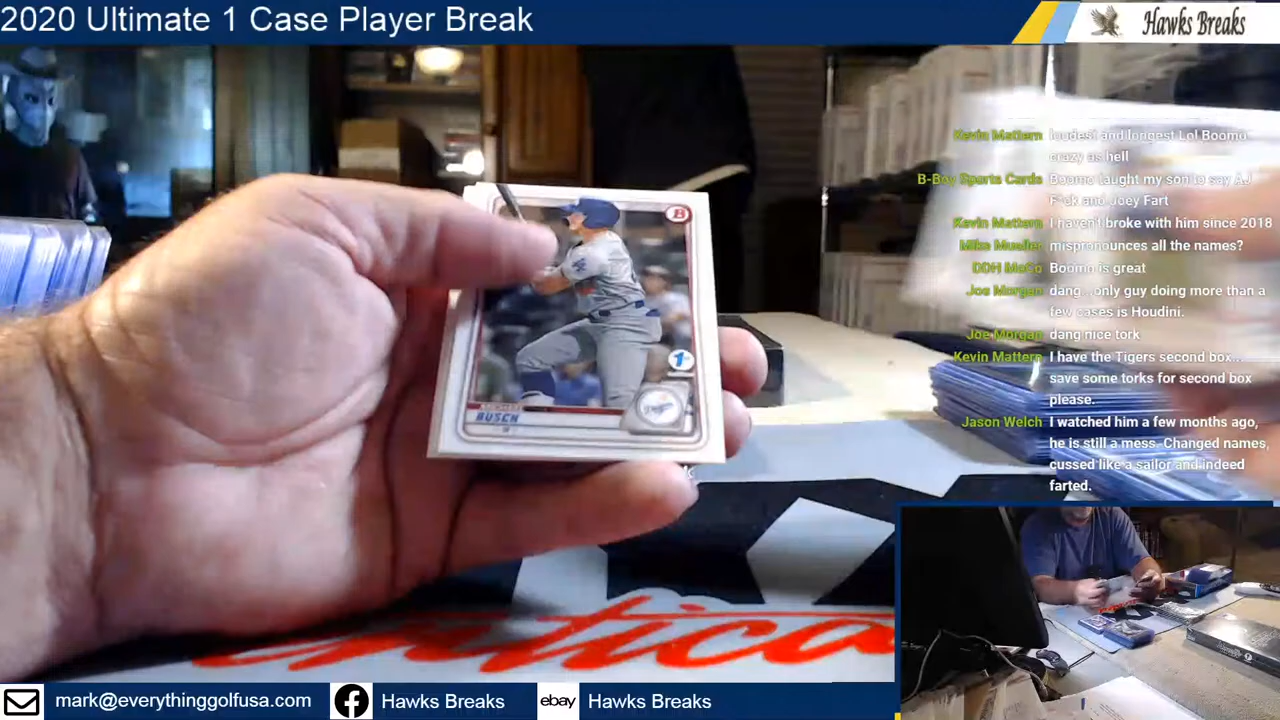 2020 Ultimate 1 Case Player Break
Hawks Breaks
Kevin Mattern loudest and longest Lol Boomo
crazy as hell
B-Boy Sports Cards Boomo taught my son to say AJ
F*ck and Joey Fart
Kevin Mattern I haven't broke with him since 2018
Mike Mueller mispronounces all the names?
DDH MeCo Boomo is great
Joe Morgan dang...only guy doing more than a
few cases is Houdini.
Joe Morgan dang nice tork
Kevin Mattern I have the Tigers second box...
save some torks for second box
please.
Jason Welch I watched him a few months ago,
he is still a mess. Changed names,
cussed like a sailor and indeed
farted.
B
1st
BUSCH
mark@everythinggolfusa.com
Hawks Breaks
ebay
Hawks Breaks